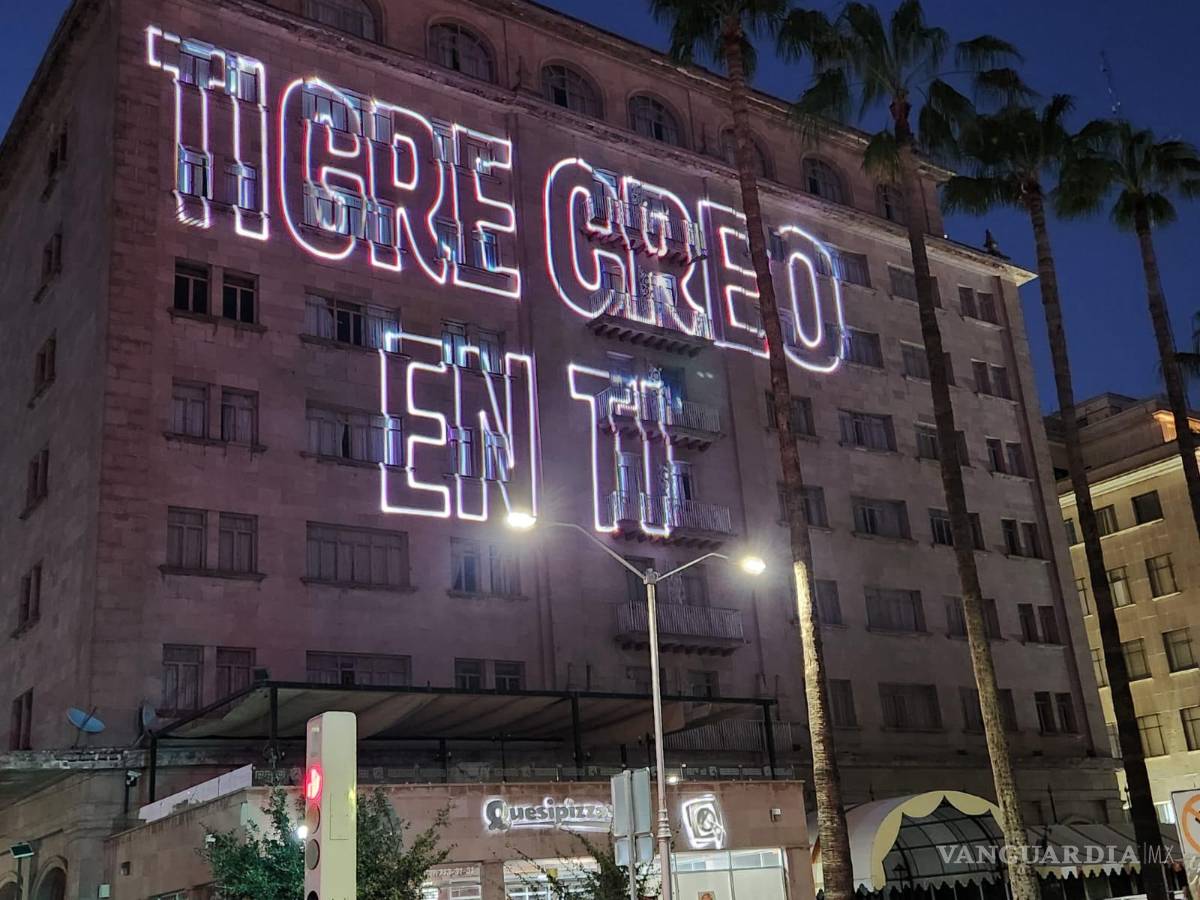 TIGRE CREO
EN TI
Quesipizzas
VANGUARDIA|MX